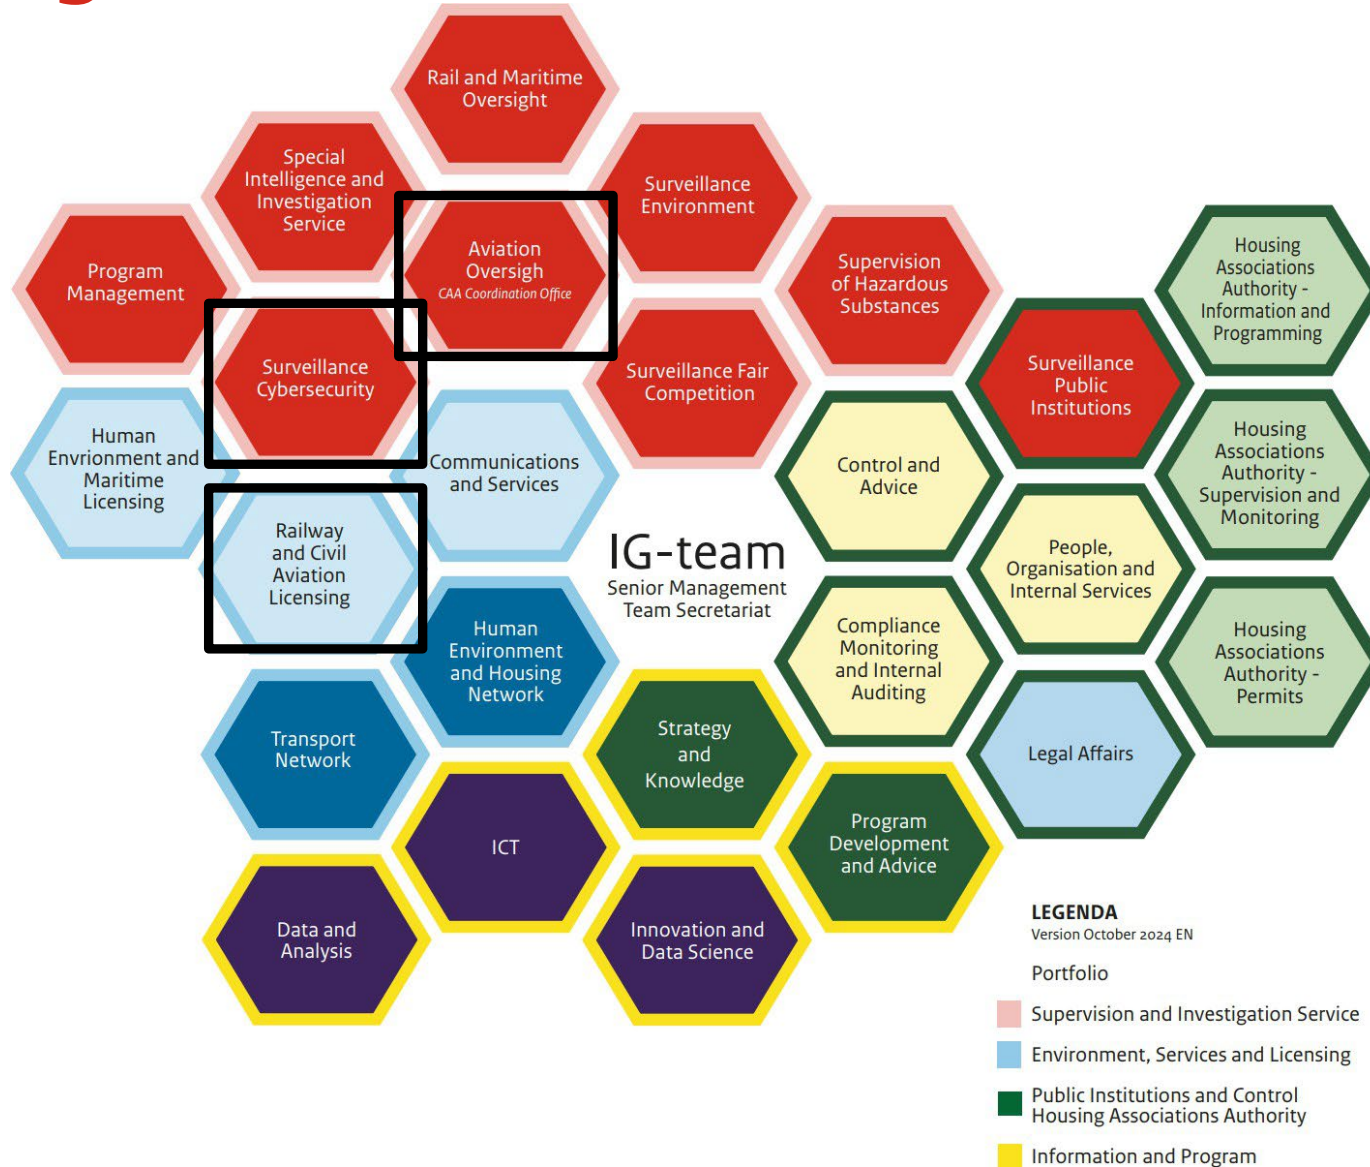 Rail and Maritime
Oversight
Special
Intelligence and
Investigation
Service
Surveillance
Environment
Program
Management
Aviation
Oversigh
CAA Coordination Office
Supervision
of Hazardous
Substances
Housing
Associations
Authority -
Information and
Programming
Surveillance
Cybersecurity
Surveillance Fair
Competition
Surveillance
Public
Institutions
Human
Envrionment and
Maritime
Licensing
Communications
and Services
Control and
Advice
Housing
Associations
Authority -
Supervision and
Monitoring
Railway
and Civil
Aviation
Licensing
IG-team
Senior Management
Team Secretariat
People,
Organisation and
Internal Services
Human
Environment
and Housing
Network
Compliance
Monitoring
and Internal
Auditing
Housing
Associations
Authority -
Permits
Transport
Network
Strategy
and
Knowledge
Legal Affairs
ICT
Program
Development
and Advice
Data and
Analysis
Innovation and
Data Science
LEGENDA
Version October 2024 EN
Portfolio
Supervision and Investigation Service
Environment, Services and Licensing
Public Institutions and Control
Housing Associations Authority
Information and Program